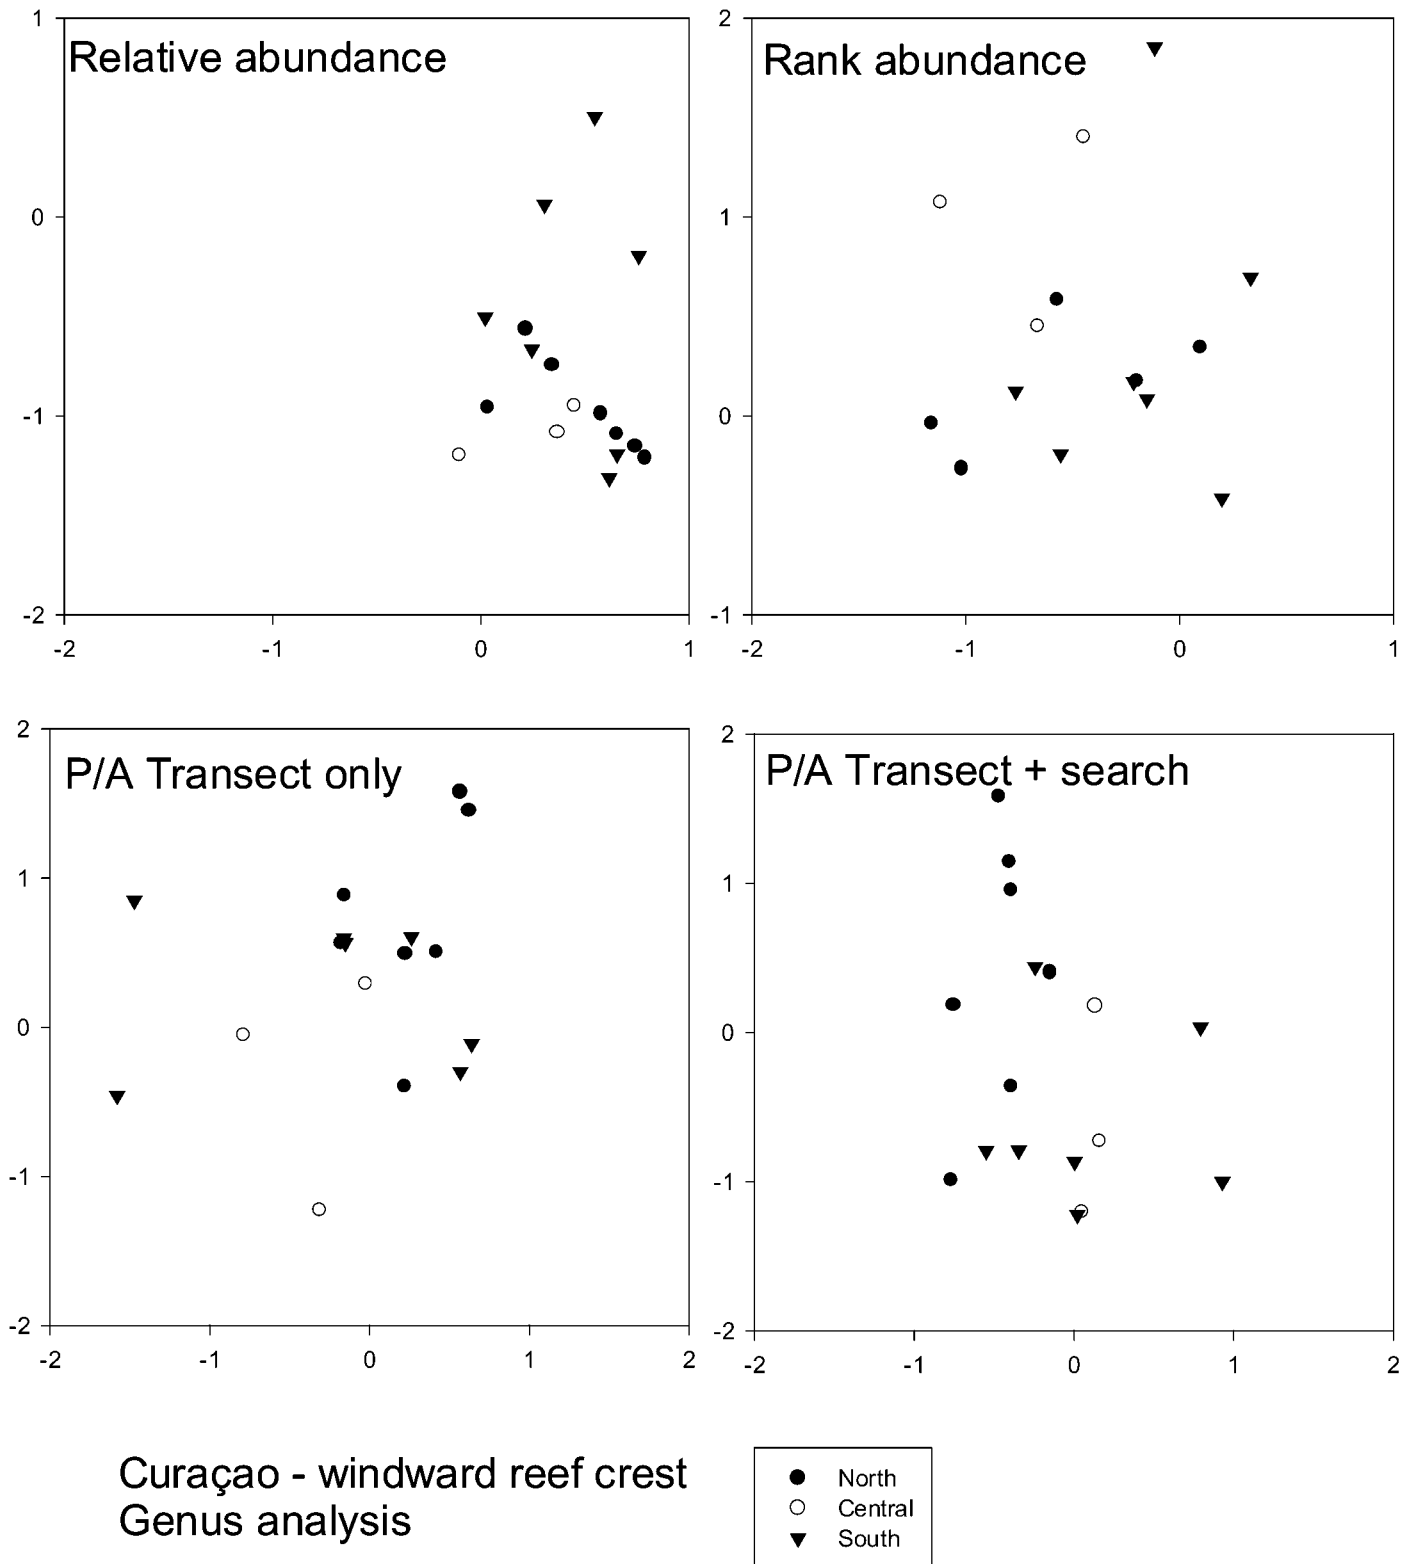 Relative abundance
1
0
-1
-2
-2 -1 0 1
Rank abundance
2
1
0
-1
-2 -1 0 1
P/A Transect only
2
1
0
-1
-2
-2 -1 0 1 2
P/A Transect + search
2
1
0
-1
-2
-2 -1 0 1 2
Curaçao - windward reef crest
Genus analysis
North
Central
South